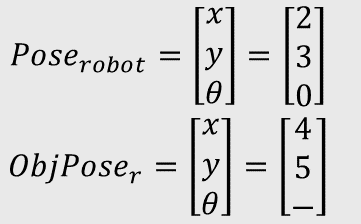 Pose_robot = [x y θ] = [2 3 0]
ObjPose_r = [x y θ] = [4 5 −]